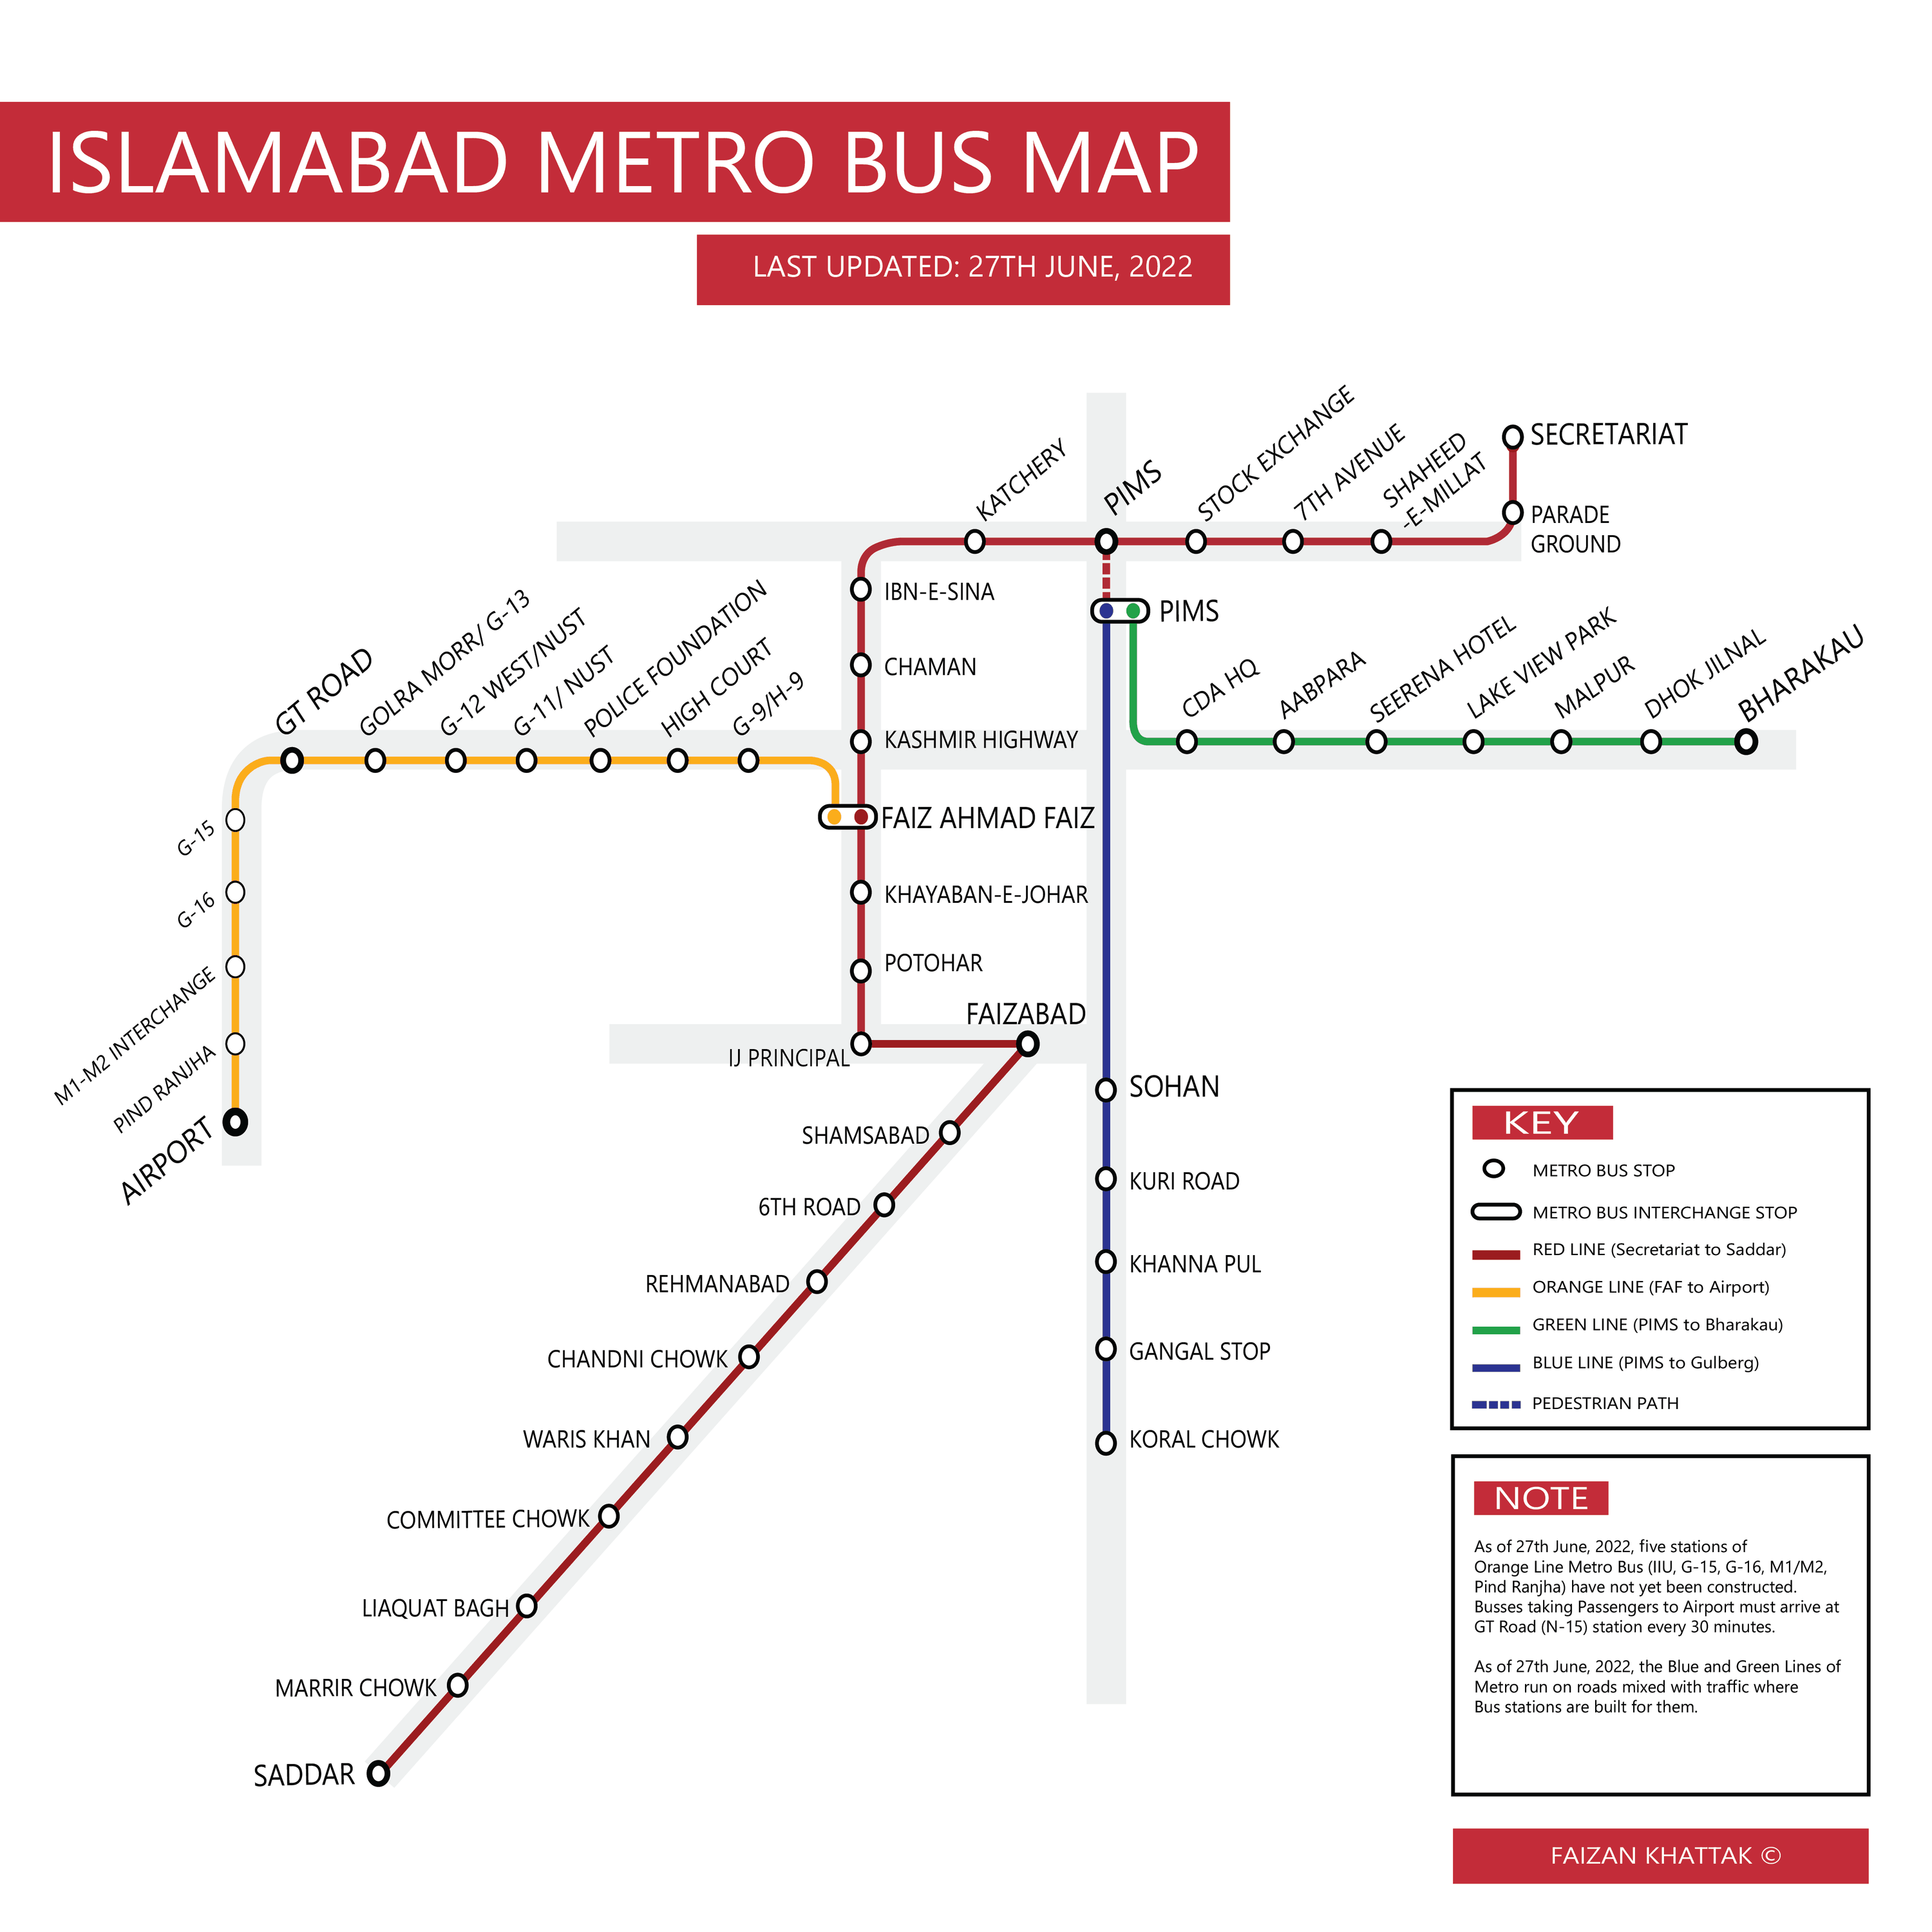 ISLAMABAD METRO BUS MAP
LAST UPDATED: 27TH JUNE, 2022
SECRETARIAT
PARADE
GROUND
SHAHEED
-E-MILLAT
7TH AVENUE
STOCK EXCHANGE
PIMS
KATCHERY
IBN-E-SINA
CHAMAN
KASHMIR HIGHWAY
FAIZ AHMAD FAIZ
KHAYABAN-E-JOHAR
POTOHAR
IJ PRINCIPAL
FAIZABAD
SHAMSABAD
6TH ROAD
REHMANABAD
CHANDNI CHOWK
WARIS KHAN
COMMITTEE CHOWK
LIAQUAT BAGH
MARRIR CHOWK
SADDAR
GT ROAD
GOLRA MORR/ G-13
G-12 WEST/NUST
G-11/ NUST
POLICE FOUNDATION
HIGH COURT
G-9/H-9
G-15
G-16
M1-M2 INTERCHANGE
PIND RANJHA
AIRPORT
PIMS
CDA HQ
AABPARA
SEERENA HOTEL
LAKE VIEW PARK
MALPUR
DHOK JILNAL
BHARAKAU
SOHAN
KURI ROAD
KHANNA PUL
GANGAL STOP
KORAL CHOWK
KEY
METRO BUS STOP
METRO BUS INTERCHANGE STOP
RED LINE (Secretariat to Saddar)
ORANGE LINE (FAF to Airport)
GREEN LINE (PIMS to Bharakau)
BLUE LINE (PIMS to Gulberg)
PEDESTRIAN PATH
NOTE
As of 27th June, 2022, five stations of
Orange Line Metro Bus (IIU, G-15, G-16, M1/M2,
Pind Ranjha) have not yet been constructed.
Busses taking Passengers to Airport must arrive at
GT Road (N-15) station every 30 minutes.
As of 27th June, 2022, the Blue and Green Lines of
Metro run on roads mixed with traffic where
Bus stations are built for them.
FAIZAN KHATTAK ©